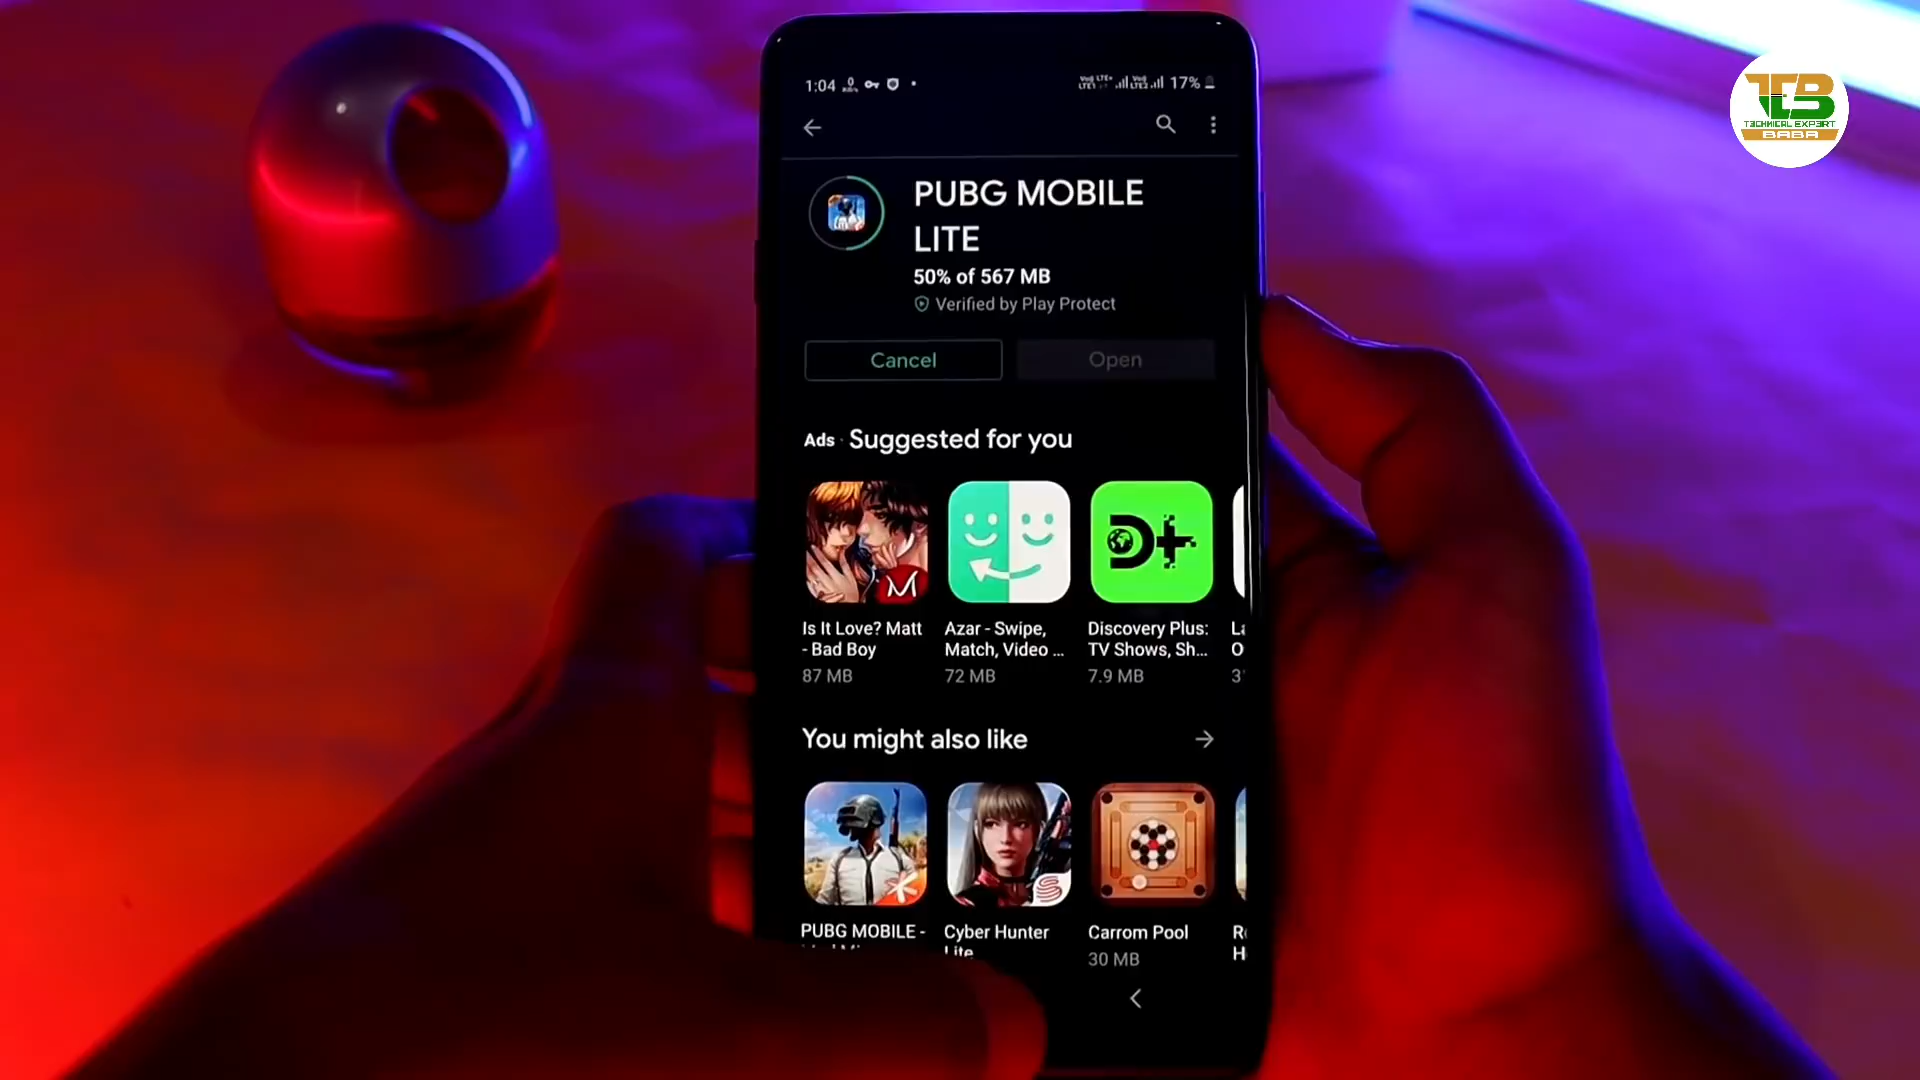 1:04
17%
TECHNICAL EXPERT
BABA
PUBG MOBILE
LITE
50% of 567 MB
Verified by Play Protect
Cancel
Open
Ads · Suggested for you
Is It Love? Matt
- Bad Boy
87 MB
Azar - Swipe,
Match, Video ...
72 MB
Discovery Plus:
TV Shows, Sh...
7.9 MB
You might also like
PUBG MOBILE -
Cyber Hunter
Lite
Carrom Pool
30 MB